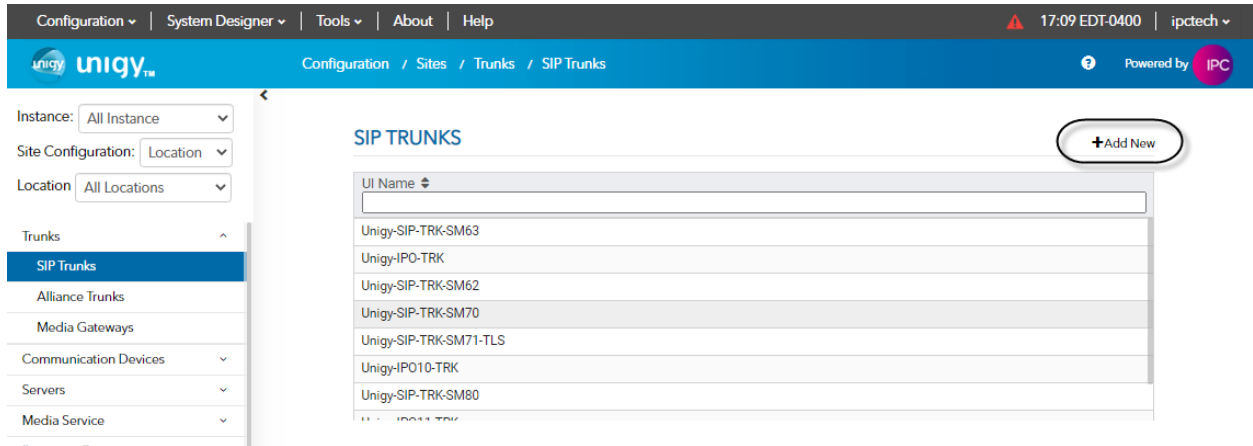 Configuration | System Designer | Tools | About | Help 17:09 EDT-0400 | ipctech
unigy unigy™ Configuration / Sites / Trunks / SIP Trunks ? Powered by IPC
Instance: All Instance
Site Configuration: Location
Location All Locations
SIP TRUNKS
+Add New
UI Name
Trunks
SIP Trunks
Alliance Trunks
Media Gateways
Communication Devices
Servers
Media Service
Unigy-SIP-TRK-SM63
Unigy-IPO-TRK
Unigy-SIP-TRK-SM62
Unigy-SIP-TRK-SM70
Unigy-SIP-TRK-SM71-TLS
Unigy-IPO10-TRK
Unigy-SIP-TRK-SM80